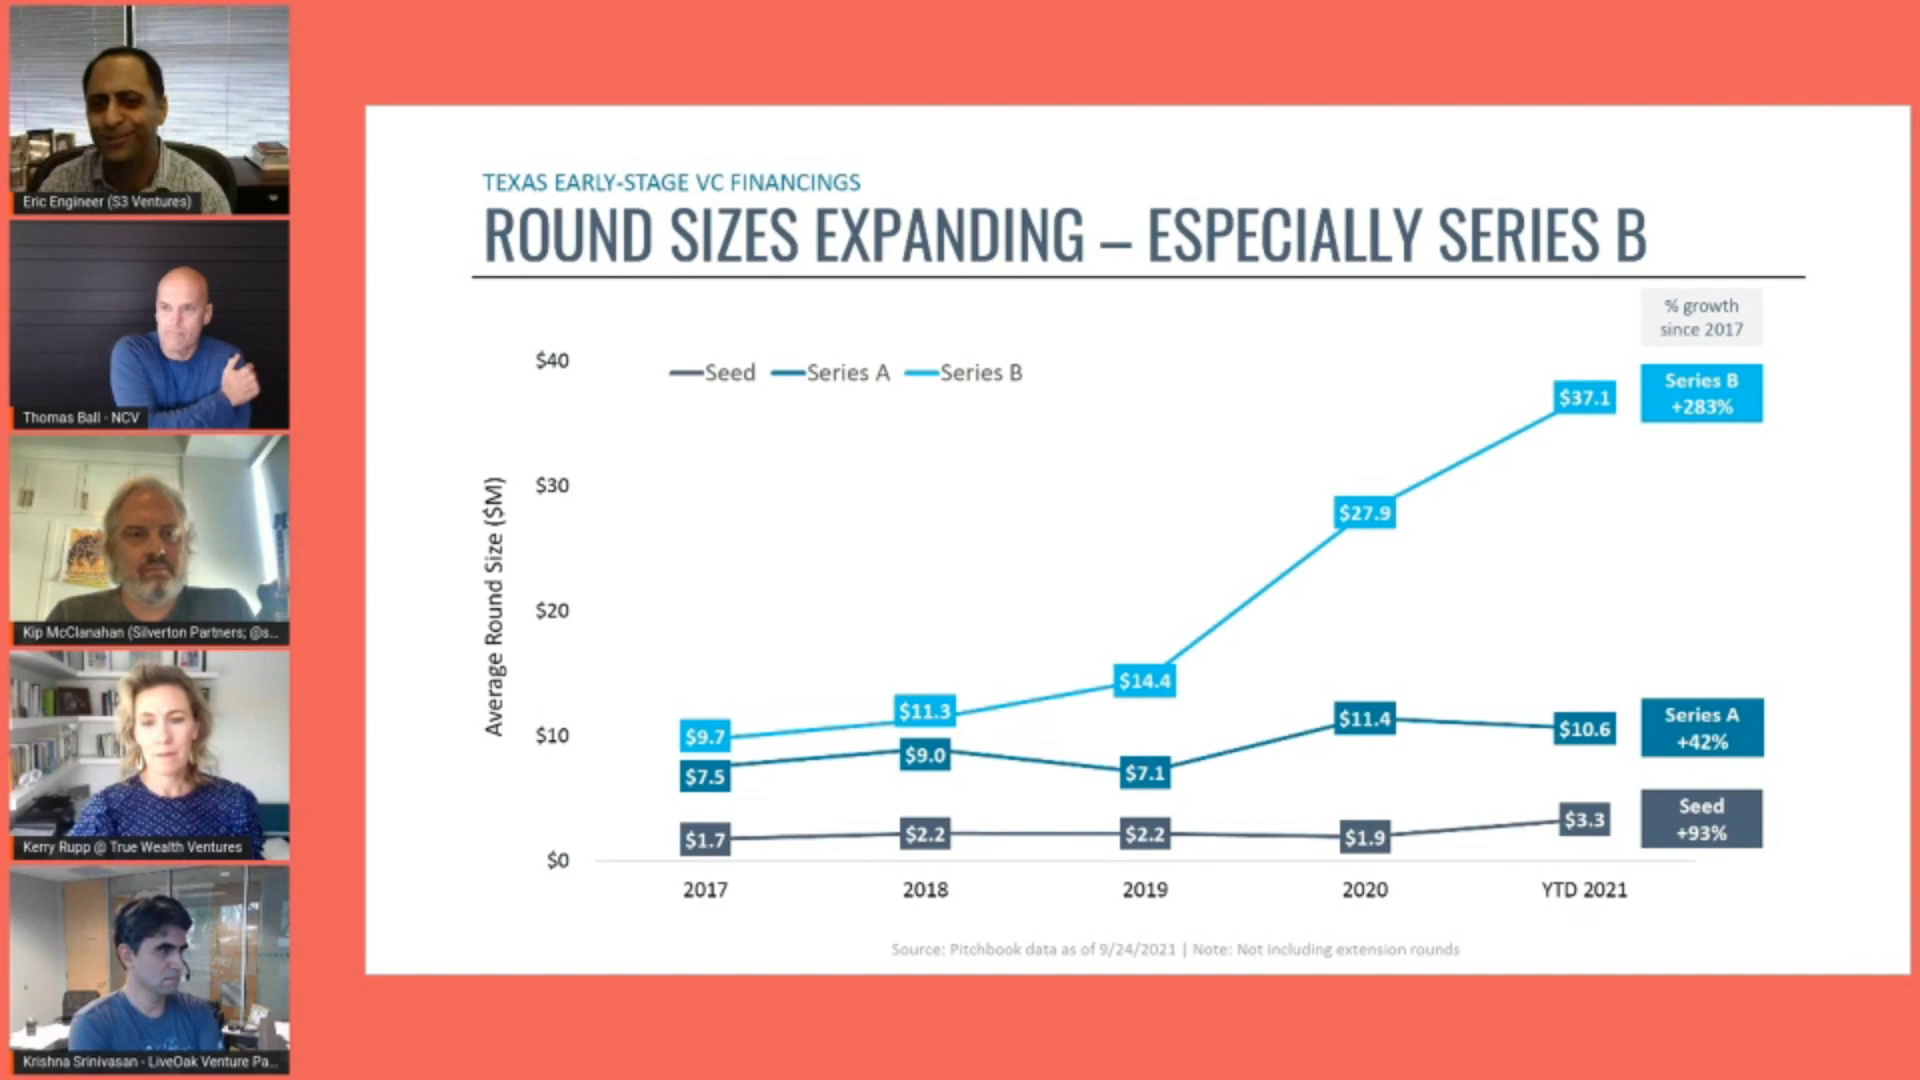 Eric Engineer (S3 Ventures)
Thomas Ball - NCV
Kip McClanahan (Silverton Partners; @s...
Kerry Rupp @ True Wealth Ventures
Krishna Srinivasan - LiveOak Venture Pa...
TEXAS EARLY-STAGE VC FINANCINGS
ROUND SIZES EXPANDING – ESPECIALLY SERIES B
% growth
since 2017
Seed Series A Series B
Average Round Size ($M)
$40
$30
$20
$10
$0
$9.7 $11.3 $14.4 $27.9 $37.1
Series B
+283%
$7.5 $9.0 $7.1 $11.4 $10.6
Series A
+42%
$1.7 $2.2 $2.2 $1.9 $3.3
Seed
+93%
2017 2018 2019 2020 YTD 2021
Source: Pitchbook data as of 9/24/2021 | Note: Not including extension rounds